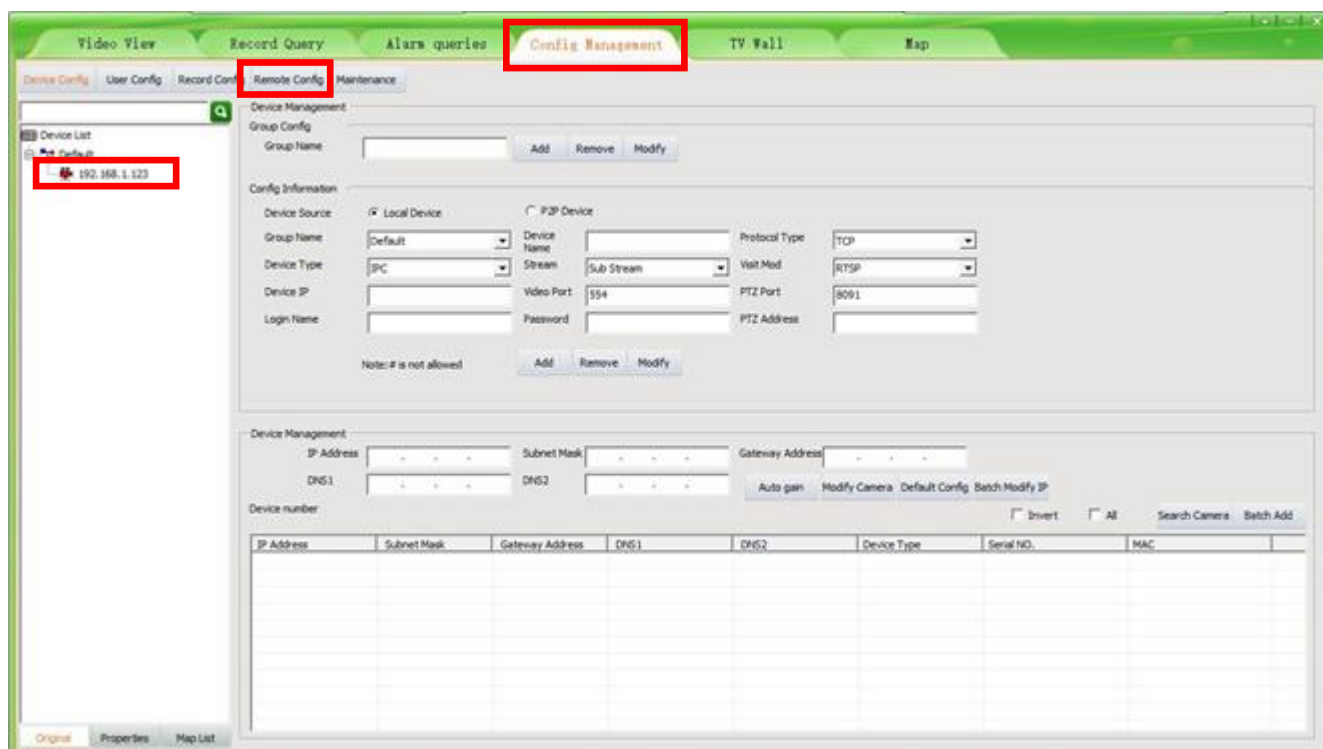 Video View Record Query Alarm queries Config Management TV Wall Map
Device Config User Config Record Config Remote Config Maintenance
Device List
Default
192.168.1.123
Device Management
Group Config
Group Name Add Remove Modify
Config Information
Device Source Local Device P2P Device
Group Name Default Device Name Protocol Type TCP
Device Type IPC Stream Sub Stream Visit Mod RTSP
Device IP Video Port 554 PTZ Port 8091
Login Name Password PTZ Address
Note: # is not allowed Add Remove Modify
Device Management
IP Address Subnet Mask Gateway Address
DNS1 DNS2 Auto gain Modify Camera Default Config Batch Modify IP
Device number Invert All Search Camera Batch Add
IP Address Subnet Mask Gateway Address DNS1 DNS2 Device Type Serial NO. MAC
Original Properties Map List